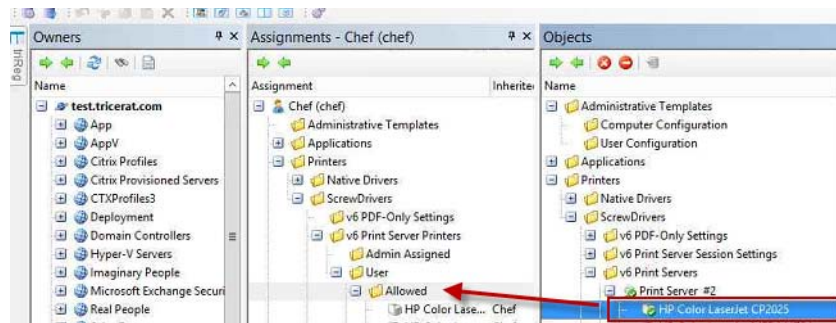 Owners
Assignments - Chef (chef)
Objects
triReg
Name
test.tricerat.com
App
AppV
Citrix Profiles
Citrix Provisioned Servers
CTXProfiles3
Deployment
Domain Controllers
Hyper-V Servers
Imaginary People
Microsoft Exchange Securi
Real People
Assignment
Inherite
Chef (chef)
Administrative Templates
Applications
Printers
Native Drivers
ScrewDrivers
v6 PDF-Only Settings
v6 Print Server Printers
Admin Assigned
User
Allowed
HP Color Lase... Chef
Name
Administrative Templates
Computer Configuration
User Configuration
Applications
Printers
Native Drivers
ScrewDrivers
v6 PDF-Only Settings
v6 Print Server Session Settings
v6 Print Servers
Print Server #2
HP Color LaserJet CP2025